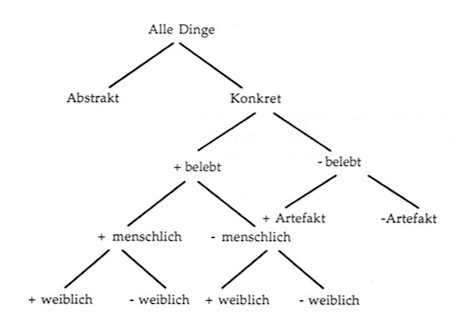 Alle Dinge
Abstrakt Konkret
+ belebt - belebt
+ Artefakt -Artefakt
+ menschlich - menschlich
+ weiblich - weiblich + weiblich - weiblich